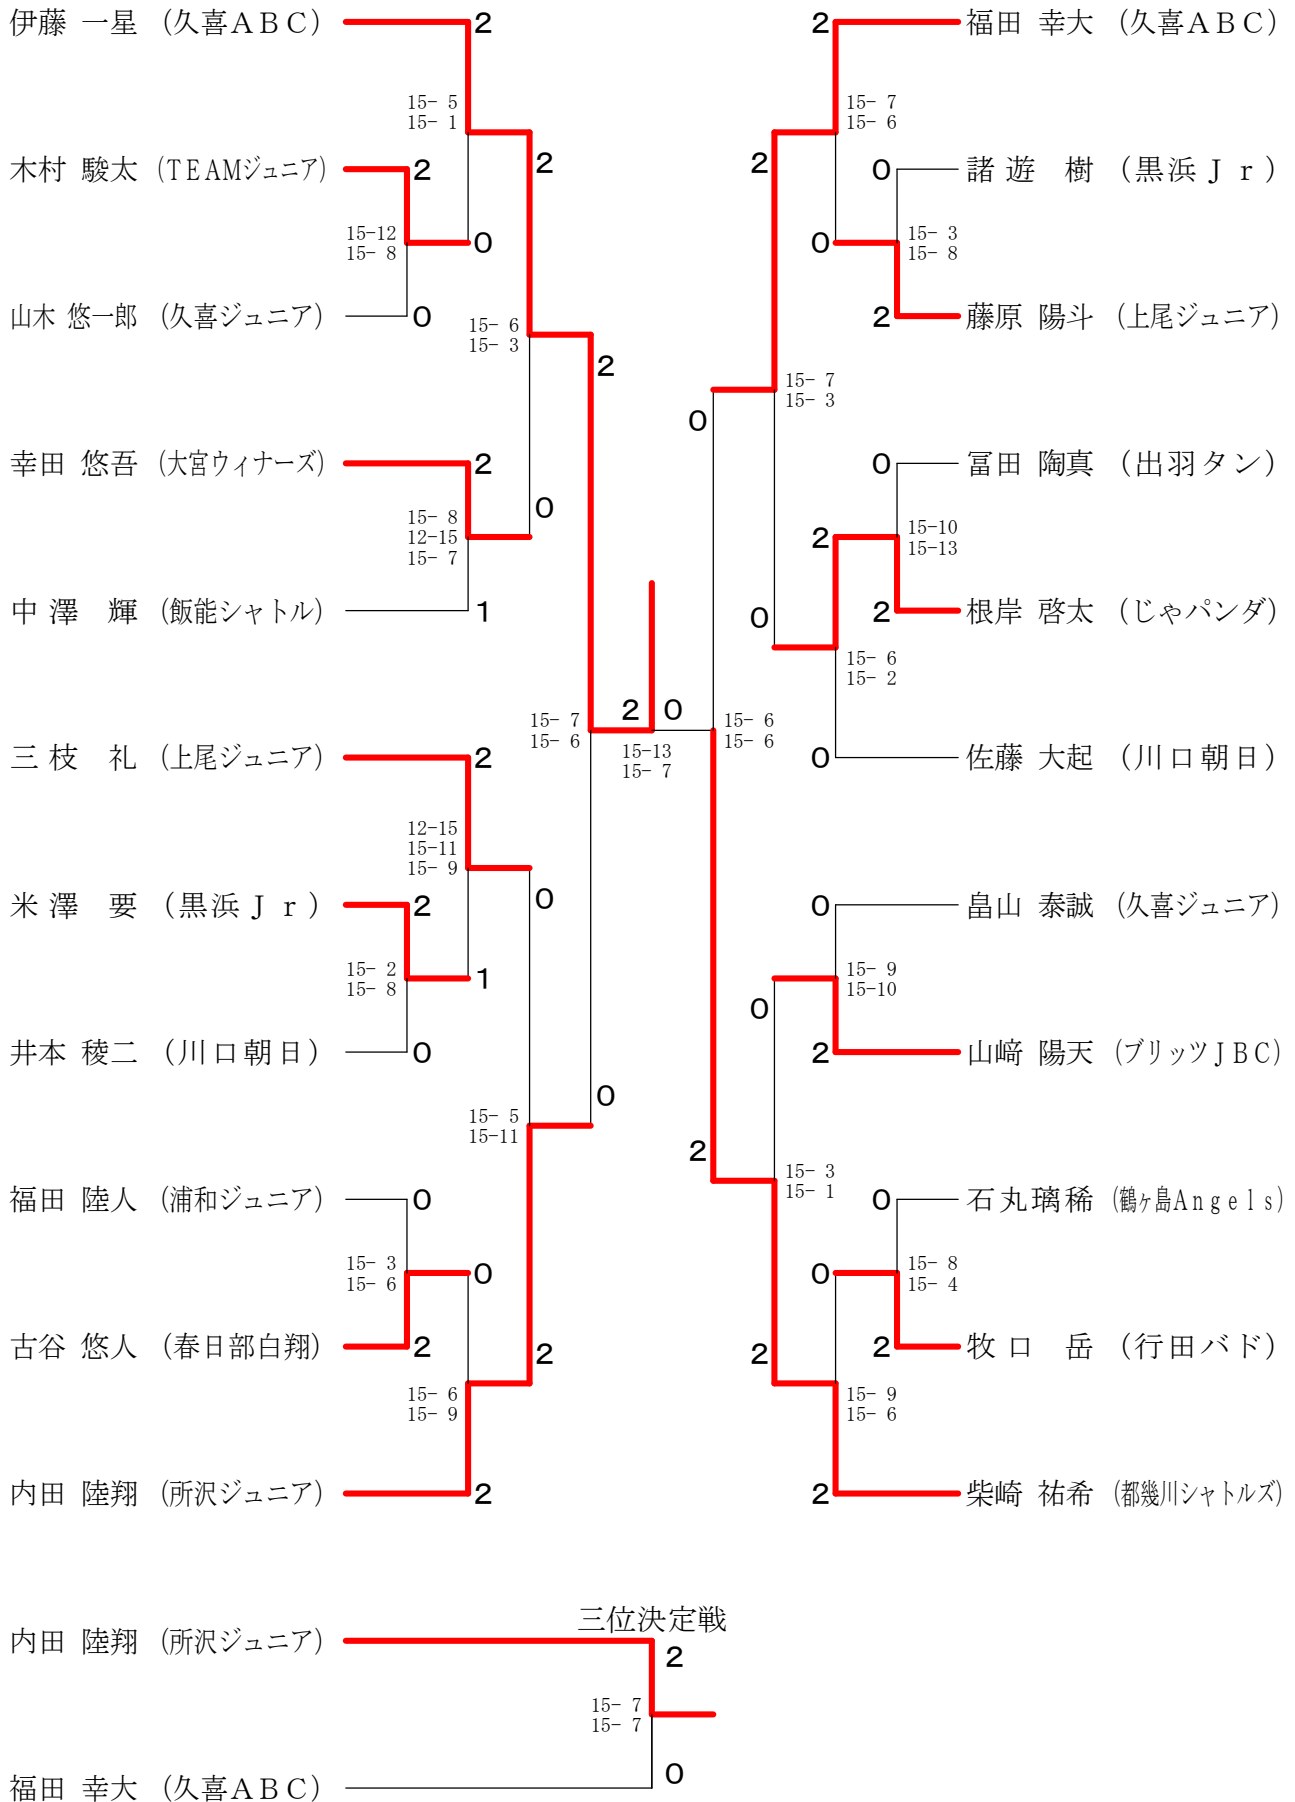 伊藤 一星 (久喜ＡＢＣ) 2 2 福田 幸大 (久喜ＡＢＣ)
15- 5 15- 7
15- 1 15- 6
木村 駿太 (TEAMジュニア) 2 2 2 0 諸遊 樹 (黒浜Ｊｒ)
15-12 15- 3
15- 8 0 0 15- 8
山木 悠一郎 (久喜ジュニア) 0 2 藤原 陽斗 (上尾ジュニア)
15- 6
15- 3
2 15- 7
15- 3
0
幸田 悠吾 (大宮ウィナーズ) 2 0 冨田 陶真 (出羽タン)
15- 8 0 15-10
12-15 2 15-13
15- 7
中澤 輝 (飯能シャトル) 1 0 2 根岸 啓太 (じゃパンダ)
15- 6
15- 2
15- 7 2 0 15- 6
15- 6 15- 6
三枝 礼 (上尾ジュニア) 2 15-13 0 佐藤 大起 (川口朝日)
15- 7
12-15
15-11
15- 9
米澤 要 (黒浜Ｊｒ) 2 0 0 畠山 泰誠 (久喜ジュニア)
15- 2 15- 9
15- 8 1 15-10
0
井本 稜二 (川口朝日) 0 2 山﨑 陽天 (ブリッツJBC)
0
15- 5
15-11
2 15- 3
15- 1
福田 陸人 (浦和ジュニア) 0 0 石丸璃稀 (鶴ヶ島Angels)
15- 3 0 0 15- 8
15- 6 15- 4
古谷 悠人 (春日部白翔) 2 2 2 2 牧口 岳 (行田バド)
15- 6 15- 9
15- 9 15- 6
内田 陸翔 (所沢ジュニア) 2 2 柴崎 祐希 (都幾川シャトルズ)
三位決定戦
内田 陸翔 (所沢ジュニア) 2
15- 7
15- 7
福田 幸大 (久喜ＡＢＣ) 0